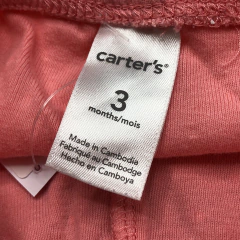 carter's
3
months/mois
Made in Cambodia
Fabriqué au Cambodge
Hecho en Camboya